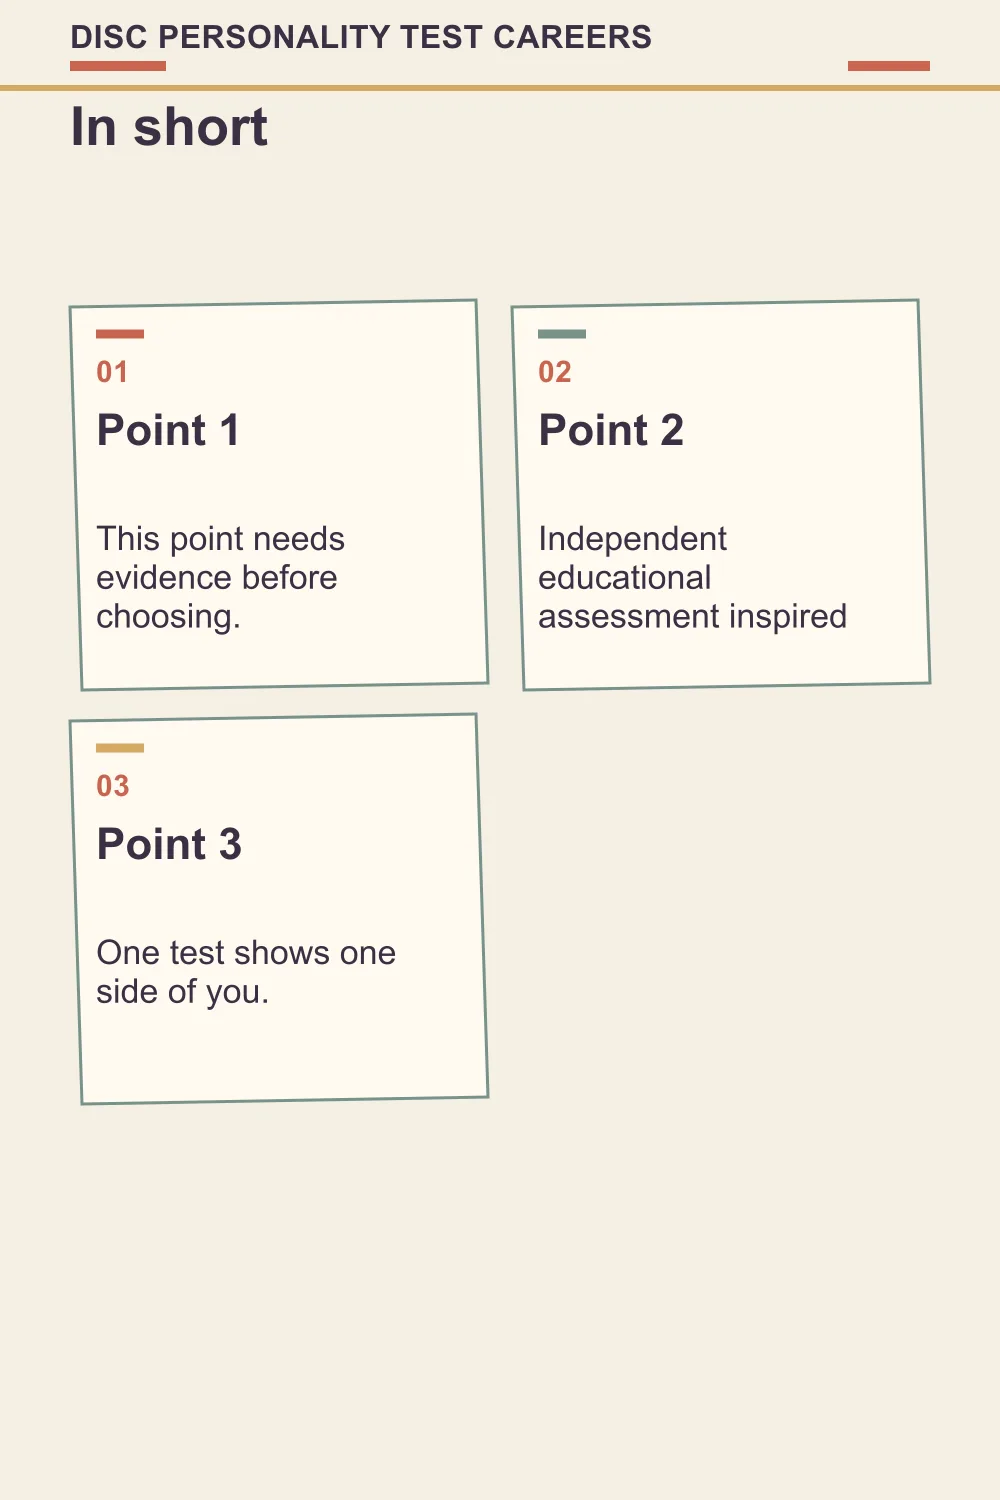 DISC PERSONALITY TEST CAREERS
In short
01
Point 1
This point needs
evidence before
choosing.
02
Point 2
Independent
educational
assessment inspired
03
Point 3
One test shows one
side of you.